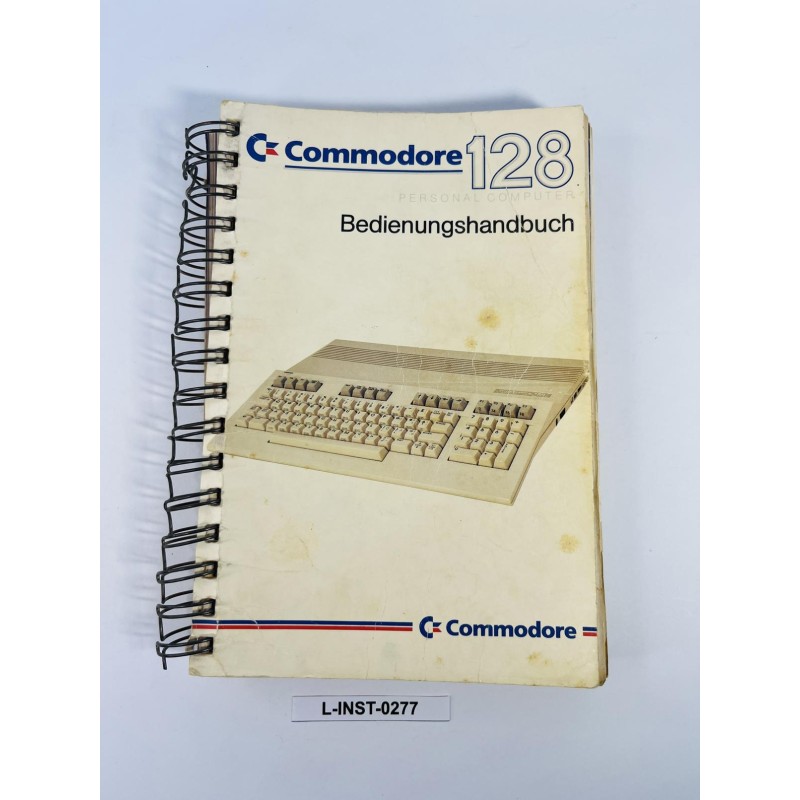 Commodore 128
PERSONAL COMPUTER
Bedienungshandbuch
Commodore
L-INST-0277